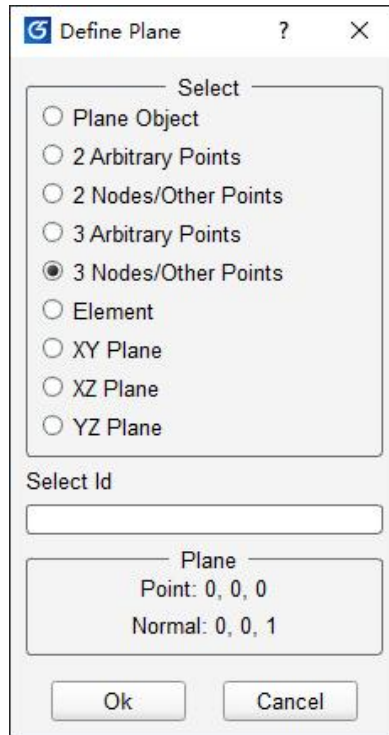 Define Plane ?
Select
Plane Object
2 Arbitrary Points
2 Nodes/Other Points
3 Arbitrary Points
3 Nodes/Other Points
Element
XY Plane
XZ Plane
YZ Plane
Select Id
Plane
Point: 0, 0, 0
Normal: 0, 0, 1
Ok Cancel